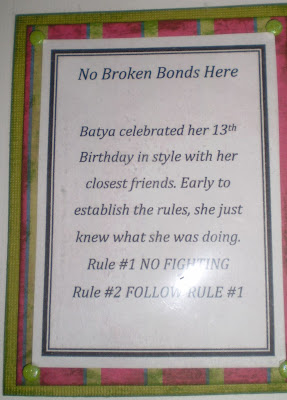 No Broken Bonds Here
Batya celebrated her 13th
Birthday in style with her
closest friends. Early to
establish the rules, she just
knew what she was doing.
Rule #1 NO FIGHTING
Rule #2 FOLLOW RULE #1